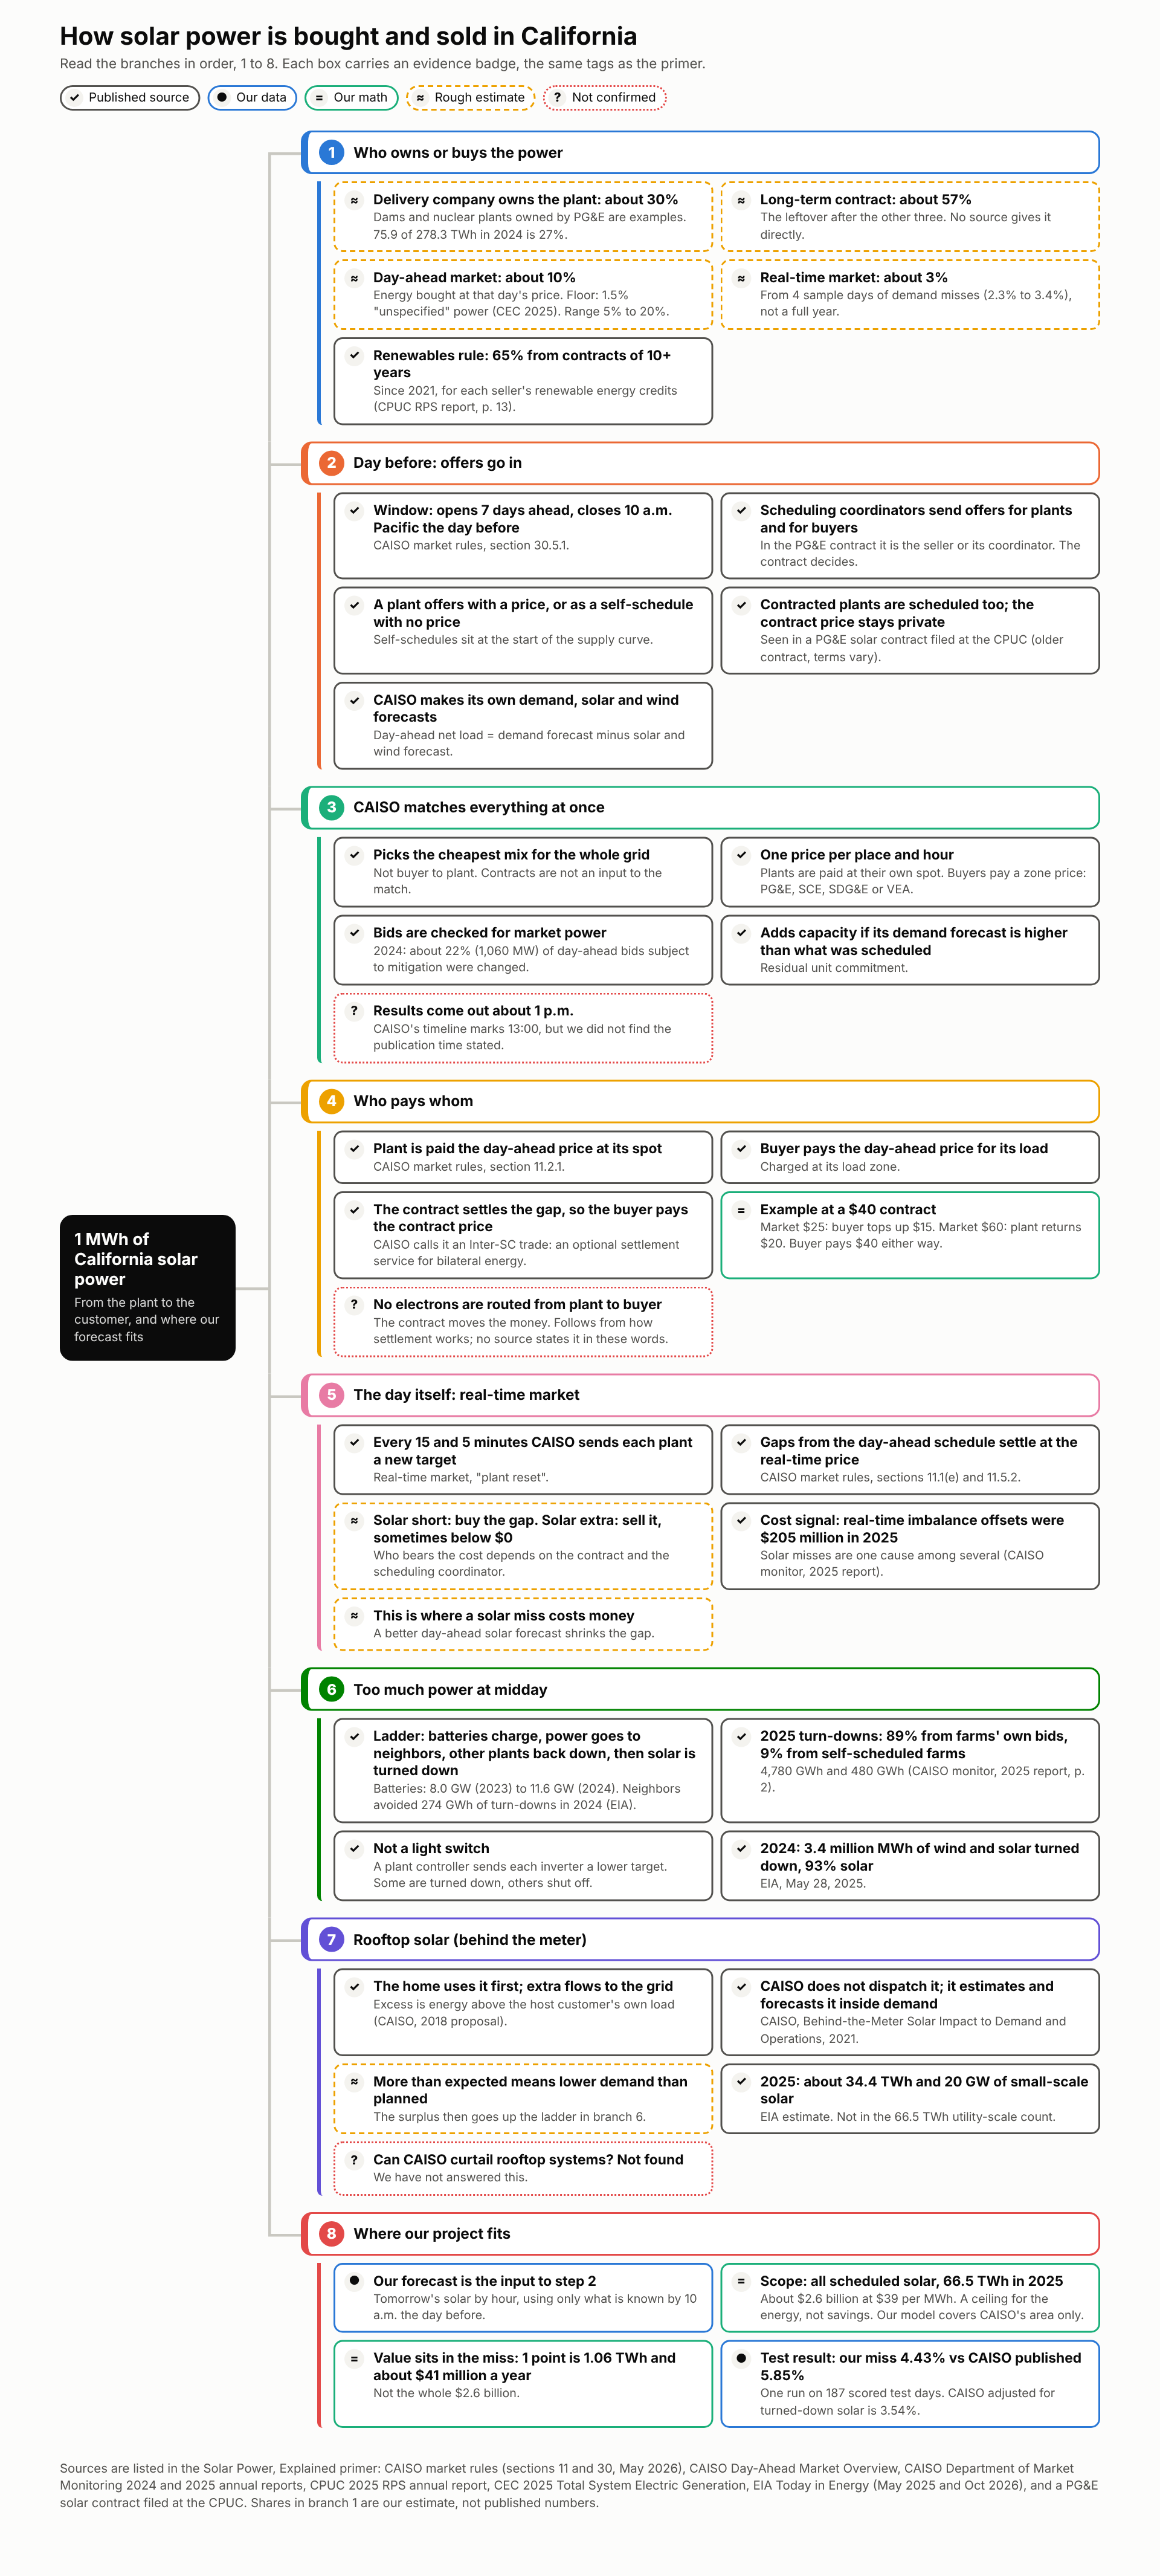 How solar power is bought and sold in California
Read the branches in order, 1 to 8. Each box carries an evidence badge, the same tags as the primer.
✓ Published source
● Our data
= Our math
≈ Rough estimate
? Not confirmed
1 Who owns or buys the power
≈ Delivery company owns the plant: about 30%
Dams and nuclear plants owned by PG&E are examples.
75.9 of 278.3 TWh in 2024 is 27%.
≈ Long-term contract: about 57%
The leftover after the other three. No source gives it
directly.
≈ Day-ahead market: about 10%
Energy bought at that day's price. Floor: 1.5%
"unspecified" power (CEC 2025). Range 5% to 20%.
≈ Real-time market: about 3%
From 4 sample days of demand misses (2.3% to 3.4%),
not a full year.
✓ Renewables rule: 65% from contracts of 10+
years
Since 2021, for each seller's renewable energy credits
(CPUC RPS report, p. 13).
2 Day before: offers go in
✓ Window: opens 7 days ahead, closes 10 a.m.
Pacific the day before
CAISO market rules, section 30.5.1.
✓ Scheduling coordinators send offers for plants
and for buyers
In the PG&E contract it is the seller or its coordinator. The
contract decides.
✓ A plant offers with a price, or as a self-schedule
with no price
Self-schedules sit at the start of the supply curve.
✓ Contracted plants are scheduled too; the
contract price stays private
Seen in a PG&E solar contract filed at the CPUC (older
contract, terms vary).
✓ CAISO makes its own demand, solar and wind
forecasts
Day-ahead net load = demand forecast minus solar and
wind forecast.
3 CAISO matches everything at once
✓ Picks the cheapest mix for the whole grid
Not buyer to plant. Contracts are not an input to the
match.
✓ One price per place and hour
Plants are paid at their own spot. Buyers pay a zone price:
PG&E, SCE, SDG&E or VEA.
✓ Bids are checked for market power
2024: about 22% (1,060 MW) of day-ahead bids subject
to mitigation were changed.
✓ Adds capacity if its demand forecast is higher
than what was scheduled
Residual unit commitment.
? Results come out about 1 p.m.
CAISO's timeline marks 13:00, but we did not find the
publication time stated.
4 Who pays whom
✓ Plant is paid the day-ahead price at its spot
CAISO market rules, section 11.2.1.
✓ Buyer pays the day-ahead price for its load
Charged at its load zone.
✓ The contract settles the gap, so the buyer pays
the contract price
CAISO calls it an Inter-SC trade: an optional settlement
service for bilateral energy.
= Example at a $40 contract
Market $25: buyer tops up $15. Market $60: plant returns
$20. Buyer pays $40 either way.
? No electrons are routed from plant to buyer
The contract moves the money. Follows from how
settlement works; no source states it in these words.
1 MWh of
California solar
power
From the plant to the
customer, and where our
forecast fits
5 The day itself: real-time market
✓ Every 15 and 5 minutes CAISO sends each plant
a new target
Real-time market, "plant reset".
✓ Gaps from the day-ahead schedule settle at the
real-time price
CAISO market rules, sections 11.1(e) and 11.5.2.
≈ Solar short: buy the gap. Solar extra: sell it,
sometimes below $0
Who bears the cost depends on the contract and the
scheduling coordinator.
✓ Cost signal: real-time imbalance offsets were
$205 million in 2025
Solar misses are one cause among several (CAISO
monitor, 2025 report).
≈ This is where a solar miss costs money
A better day-ahead solar forecast shrinks the gap.
6 Too much power at midday
✓ Ladder: batteries charge, power goes to
neighbors, other plants back down, then solar is
turned down
Batteries: 8.0 GW (2023) to 11.6 GW (2024). Neighbors
avoided 274 GWh of turn-downs in 2024 (EIA).
✓ 2025 turn-downs: 89% from farms' own bids,
9% from self-scheduled farms
4,780 GWh and 480 GWh (CAISO monitor, 2025 report, p.
2).
✓ Not a light switch
A plant controller sends each inverter a lower target.
Some are turned down, others shut off.
✓ 2024: 3.4 million MWh of wind and solar turned
down, 93% solar
EIA, May 28, 2025.
7 Rooftop solar (behind the meter)
✓ The home uses it first; extra flows to the grid
Excess is energy above the host customer's own load
(CAISO, 2018 proposal).
✓ CAISO does not dispatch it; it estimates and
forecasts it inside demand
CAISO, Behind-the-Meter Solar Impact to Demand and
Operations, 2021.
≈ More than expected means lower demand than
planned
The surplus then goes up the ladder in branch 6.
✓ 2025: about 34.4 TWh and 20 GW of small-scale
solar
EIA estimate. Not in the 66.5 TWh utility-scale count.
? Can CAISO curtail rooftop systems? Not found
We have not answered this.
8 Where our project fits
● Our forecast is the input to step 2
Tomorrow's solar by hour, using only what is known by 10
a.m. the day before.
= Scope: all scheduled solar, 66.5 TWh in 2025
About $2.6 billion at $39 per MWh. A ceiling for the
energy, not savings. Our model covers CAISO's area only.
= Value sits in the miss: 1 point is 1.06 TWh and
about $41 million a year
Not the whole $2.6 billion.
● Test result: our miss 4.43% vs CAISO published
5.85%
One run on 187 scored test days. CAISO adjusted for
turned-down solar is 3.54%.
Sources are listed in the Solar Power, Explained primer: CAISO market rules (sections 11 and 30, May 2026), CAISO Day-Ahead Market Overview, CAISO Department of Market
Monitoring 2024 and 2025 annual reports, CPUC 2025 RPS annual report, CEC 2025 Total System Electric Generation, EIA Today in Energy (May 2025 and Oct 2026), and a PG&E
solar contract filed at the CPUC. Shares in branch 1 are our estimate, not published numbers.